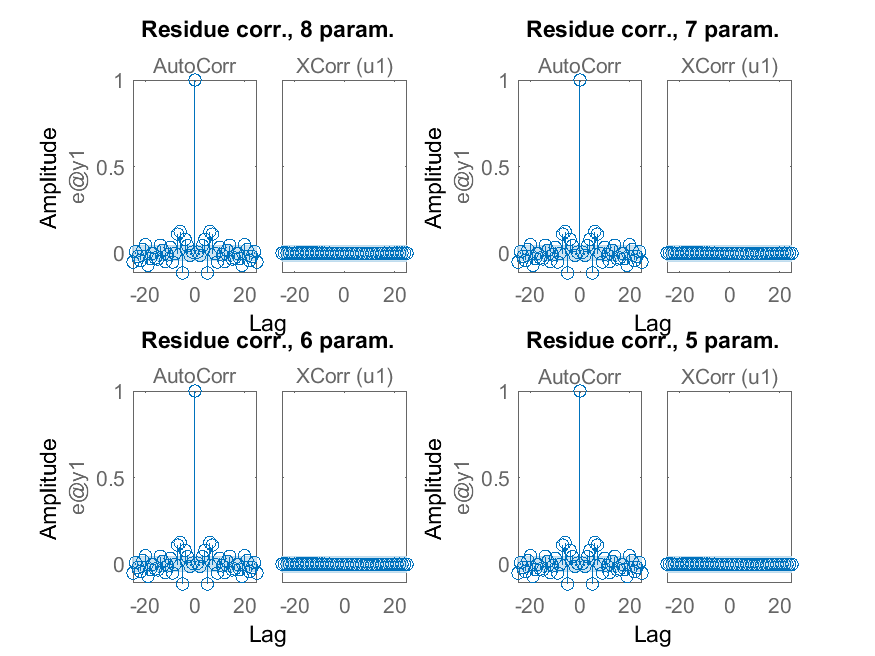 Residue corr., 8 param.
AutoCorr
XCorr (u1)
Amplitude
e@y1
1
0.5
0
-20
0
20
-20
0
20
Lag
Residue corr., 7 param.
AutoCorr
XCorr (u1)
Amplitude
e@y1
1
0.5
0
-20
0
20
-20
0
20
Lag
Residue corr., 6 param.
AutoCorr
XCorr (u1)
Amplitude
e@y1
1
0.5
0
-20
0
20
-20
0
20
Lag
Residue corr., 5 param.
AutoCorr
XCorr (u1)
Amplitude
e@y1
1
0.5
0
-20
0
20
-20
0
20
Lag